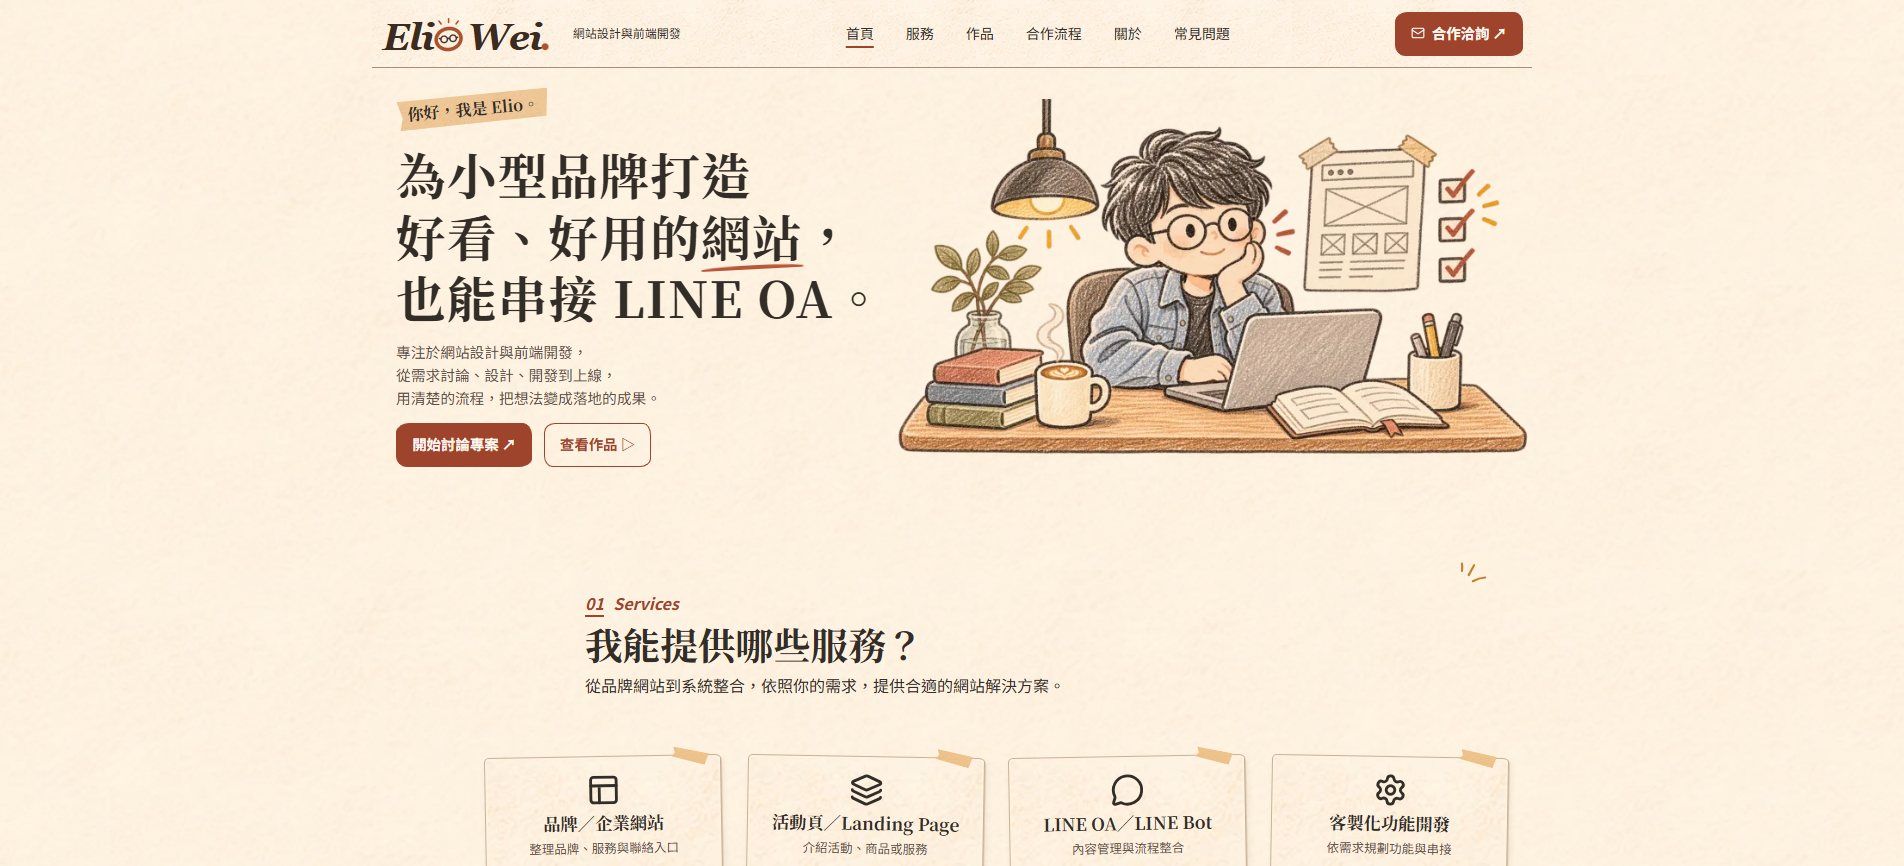 Elio Wei.
網站設計與前端開發
首頁 服務 作品 合作流程 關於 常見問題
合作洽詢 ↗
你好，我是 Elio。
為小型品牌打造
好看、好用的網站，
也能串接 LINE OA。
專注於網站設計與前端開發，
從需求討論、設計、開發到上線，
用清楚的流程，把想法變成落地的成果。
開始討論專案 ↗
查看作品 ▷
01 Services
我能提供哪些服務？
從品牌網站到系統整合，依照你的需求，提供合適的網站解決方案。
品牌／企業網站
整理品牌、服務與聯絡入口
活動頁／Landing Page
介紹活動、商品或服務
LINE OA／LINE Bot
內容管理與流程整合
客製化功能開發
依需求規劃功能與串接